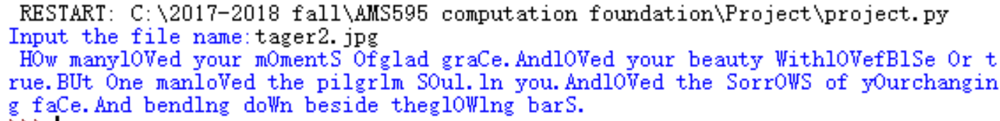 RESTART: C:\2017-2018 fall\AMS595 computation foundation\Project\project.py
Input the file name:tager2.jpg
HOw manylOVed your mOmentS Ofglad graCe.AndlOVed your beauty WithlOVefBlSe Or t
rue.BUt One manloVed the pilgrlm SOul.ln you.AndlOVed the SorrOWS of yOurchangin
g faCe.And bendlng doWn beside theglOWlng barS.